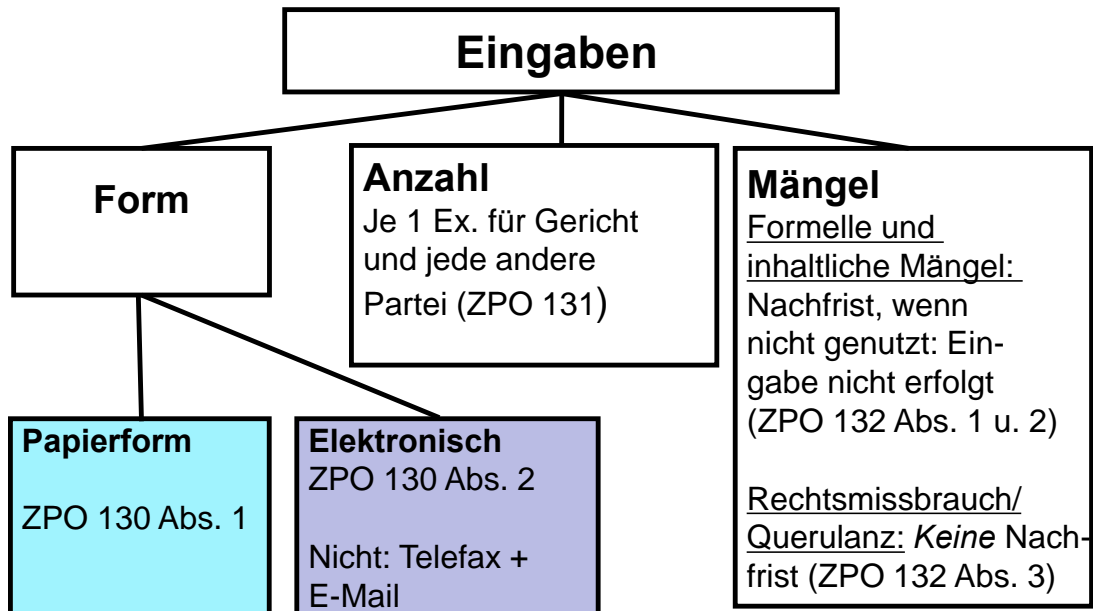 Eingaben
Form
Anzahl
Je 1 Ex. für Gericht
und jede andere
Partei (ZPO 131)
Mängel
Formelle und
inhaltliche Mängel:
Nachfrist, wenn
nicht genutzt: Ein-
gabe nicht erfolgt
(ZPO 132 Abs. 1 u. 2)
Rechtsmissbrauch/
Querulanz: Keine Nach-
frist (ZPO 132 Abs. 3)
Papierform
ZPO 130 Abs. 1
Elektronisch
ZPO 130 Abs. 2
Nicht: Telefax +
E-Mail